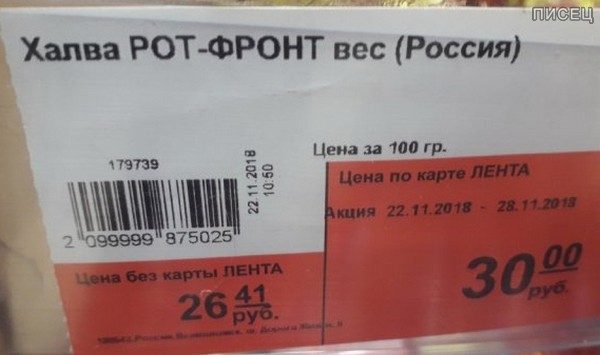 ПИСЕЦ
Халва РОТ-ФРОНТ вес (Россия)
Цена за 100 гр.
179739
22.11.2018
10:50
2 099999 875025
Цена по карте ЛЕНТА
Акция 22.11.2018 - 28.11.2018
30 00
руб.
Цена без карты ЛЕНТА
26 41
руб.